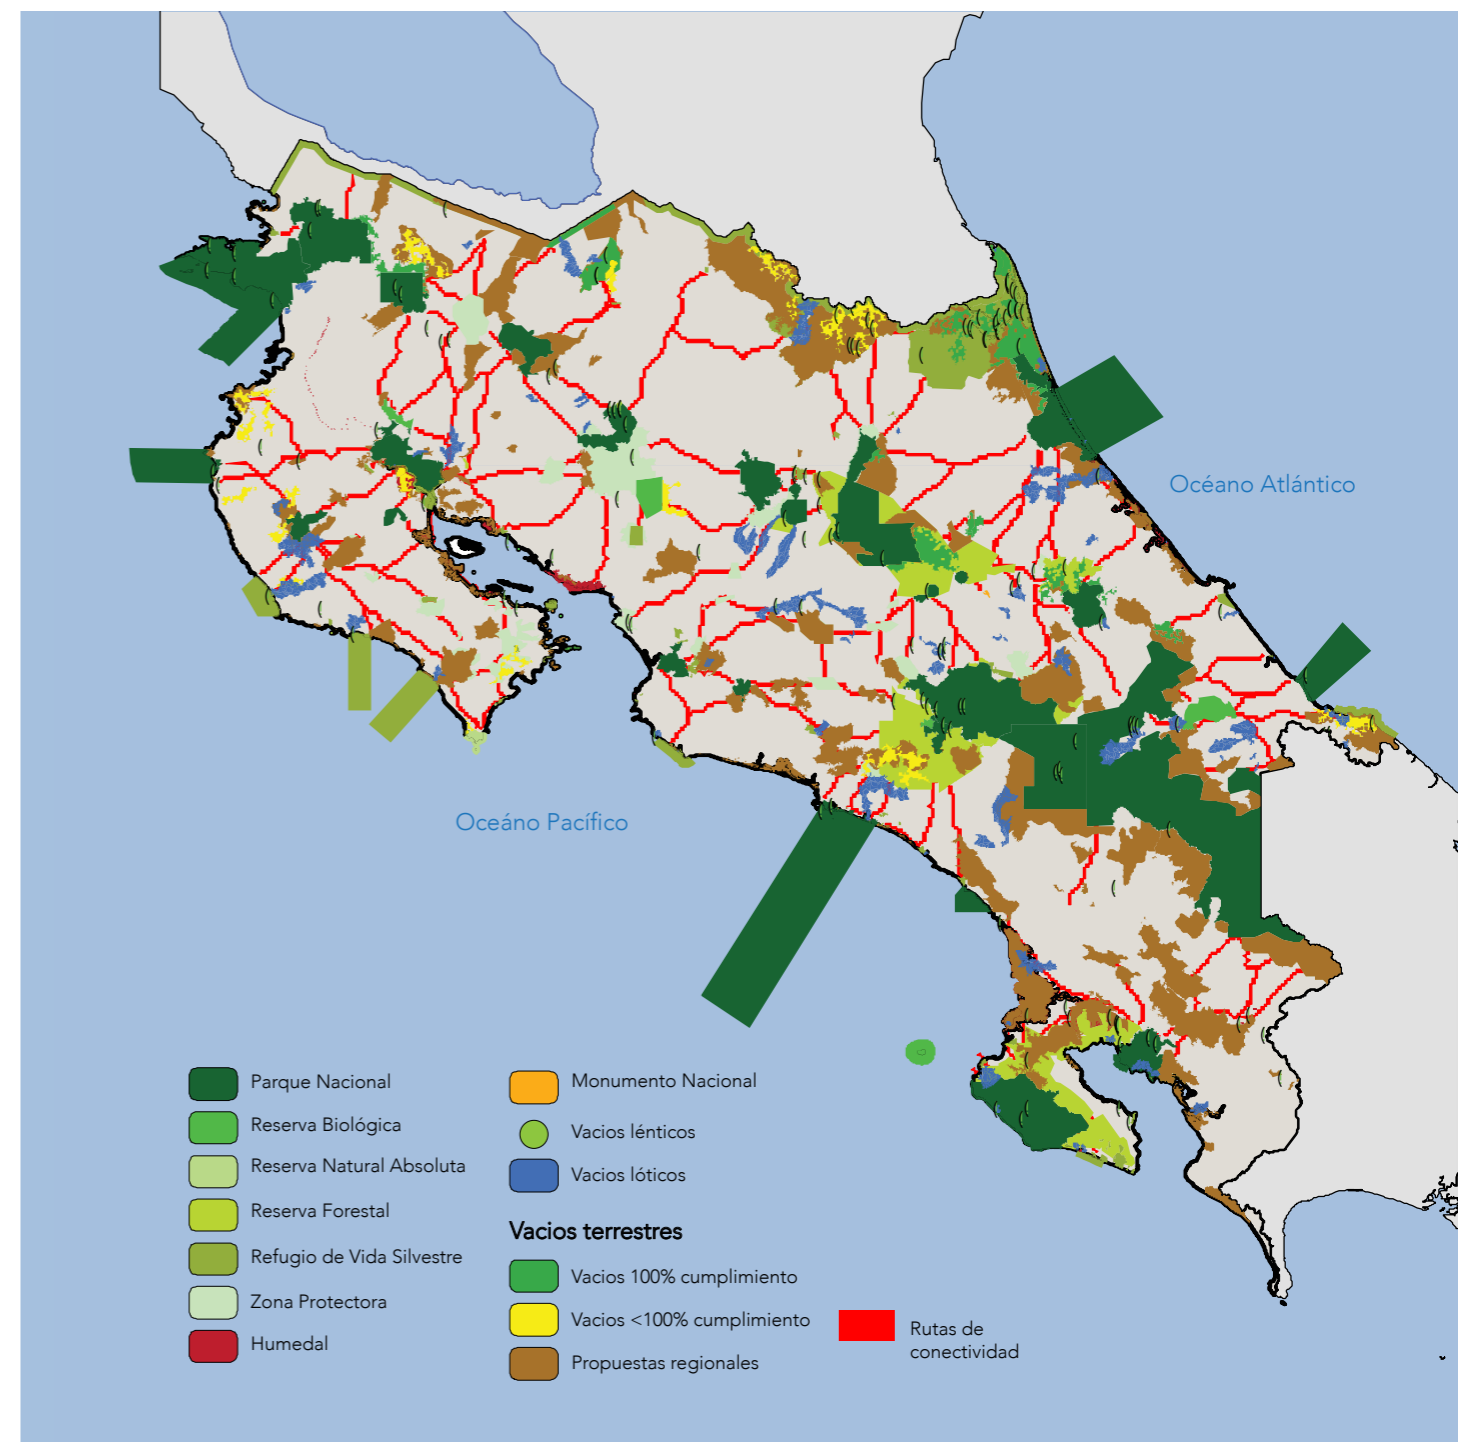 Océano Atlántico
Oceáno Pacífico
Parque Nacional
Reserva Biológica
Reserva Natural Absoluta
Reserva Forestal
Refugio de Vida Silvestre
Zona Protectora
Humedal
Monumento Nacional
Vacios lénticos
Vacios lóticos
Vacios terrestres
Vacios 100% cumplimiento
Vacios <100% cumplimiento
Propuestas regionales
Rutas de
conectividad